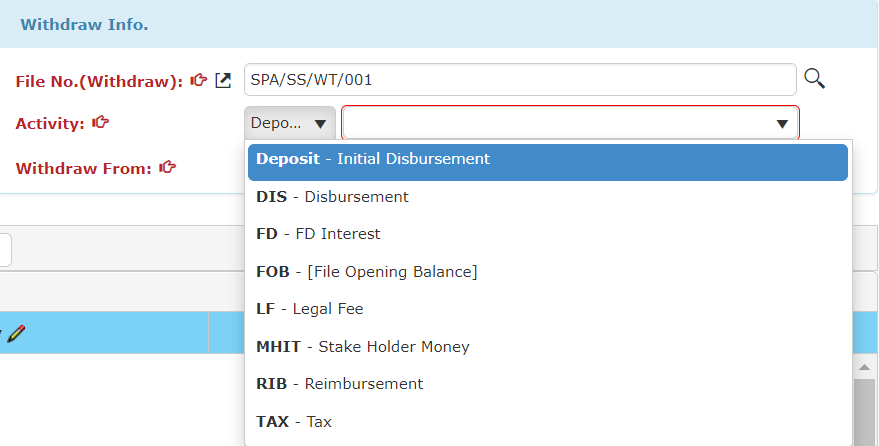 Withdraw Info.
File No.(Withdraw): SPA/SS/WT/001
Activity: Depo...
Withdraw From:
Deposit - Initial Disbursement
DIS - Disbursement
FD - FD Interest
FOB - [File Opening Balance]
LF - Legal Fee
MHIT - Stake Holder Money
RIB - Reimbursement
TAX - Tax